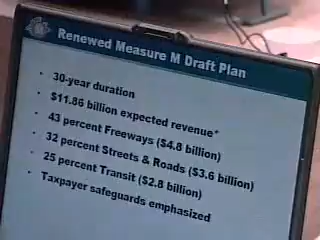 Renewed Measure M Draft Plan
• 30-year duration
• $11.86 billion expected revenue*
• 43 percent Freeways ($4.8 billion)
• 32 percent Streets & Roads ($3.6 billion)
• 25 percent Transit ($2.8 billion)
• Taxpayer safeguards emphasized